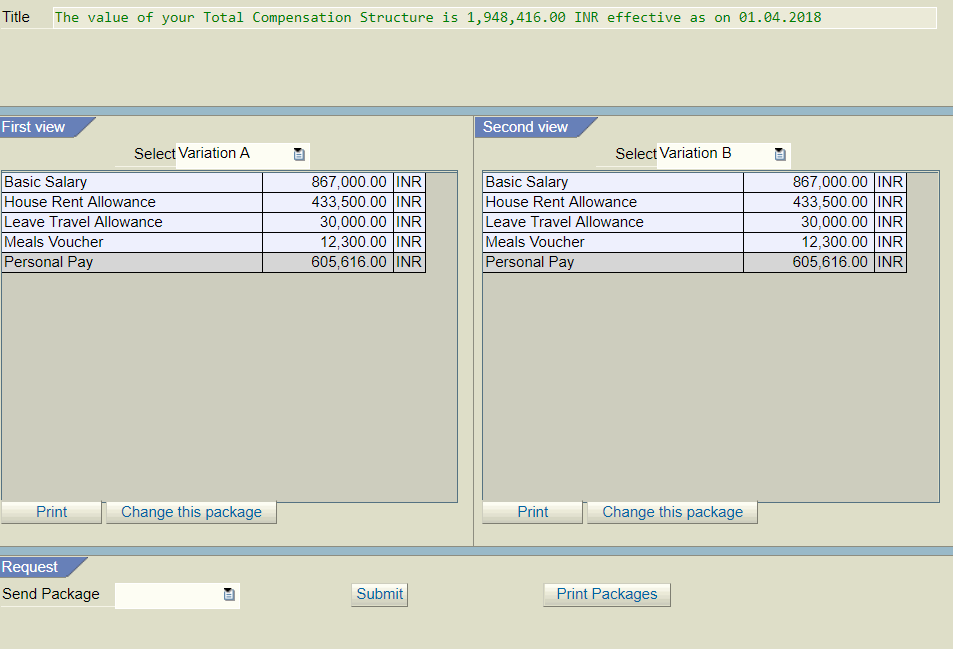 Title The value of your Total Compensation Structure is 1,948,416.00 INR effective as on 01.04.2018
First view
Select Variation A
Basic Salary 867,000.00 INR
House Rent Allowance 433,500.00 INR
Leave Travel Allowance 30,000.00 INR
Meals Voucher 12,300.00 INR
Personal Pay 605,616.00 INR
Print Change this package
Second view
Select Variation B
Basic Salary 867,000.00 INR
House Rent Allowance 433,500.00 INR
Leave Travel Allowance 30,000.00 INR
Meals Voucher 12,300.00 INR
Personal Pay 605,616.00 INR
Print Change this package
Request
Send Package Submit Print Packages